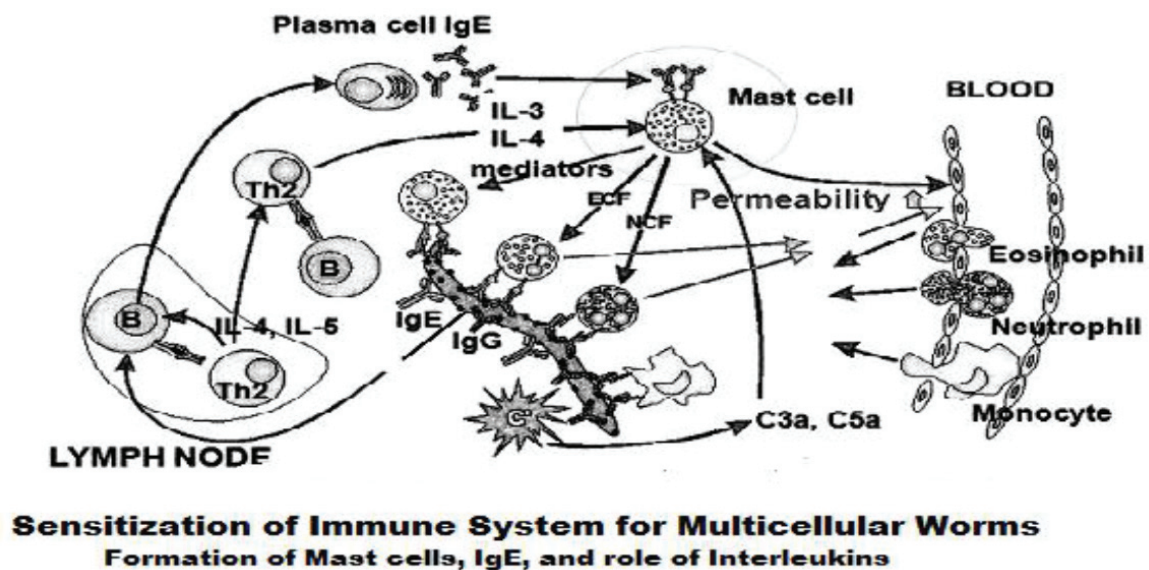 Plasma cell IgE
Mast cell
BLOOD
IL-3
IL-4
mediators
Th2
ECF
Permeability
NCF
B
Eosinophil
B
IL-4, IL-5
IgE
IgG
Neutrophil
Th2
C'
C3a, C5a
Monocyte
LYMPH NODE
Sensitization of Immune System for Multicellular Worms
Formation of Mast cells, IgE, and role of Interleukins